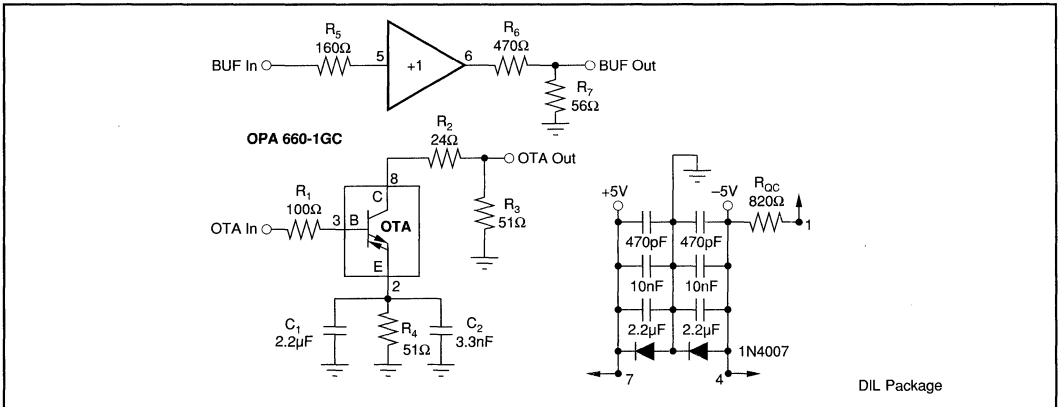 R5
160Ω
BUF In
5
+1
6
R6
470Ω
BUF Out
R7
56Ω
OPA 660-1GC
R2
24Ω
OTA Out
R3
51Ω
8
C
R1
100Ω
OTA In
3
B
OTA
E
2
C1
2.2µF
R4
51Ω
C2
3.3nF
+5V
–5V
RQC
820Ω
1
470pF
470pF
10nF
10nF
2.2µF
2.2µF
1N4007
7
4
DIL Package